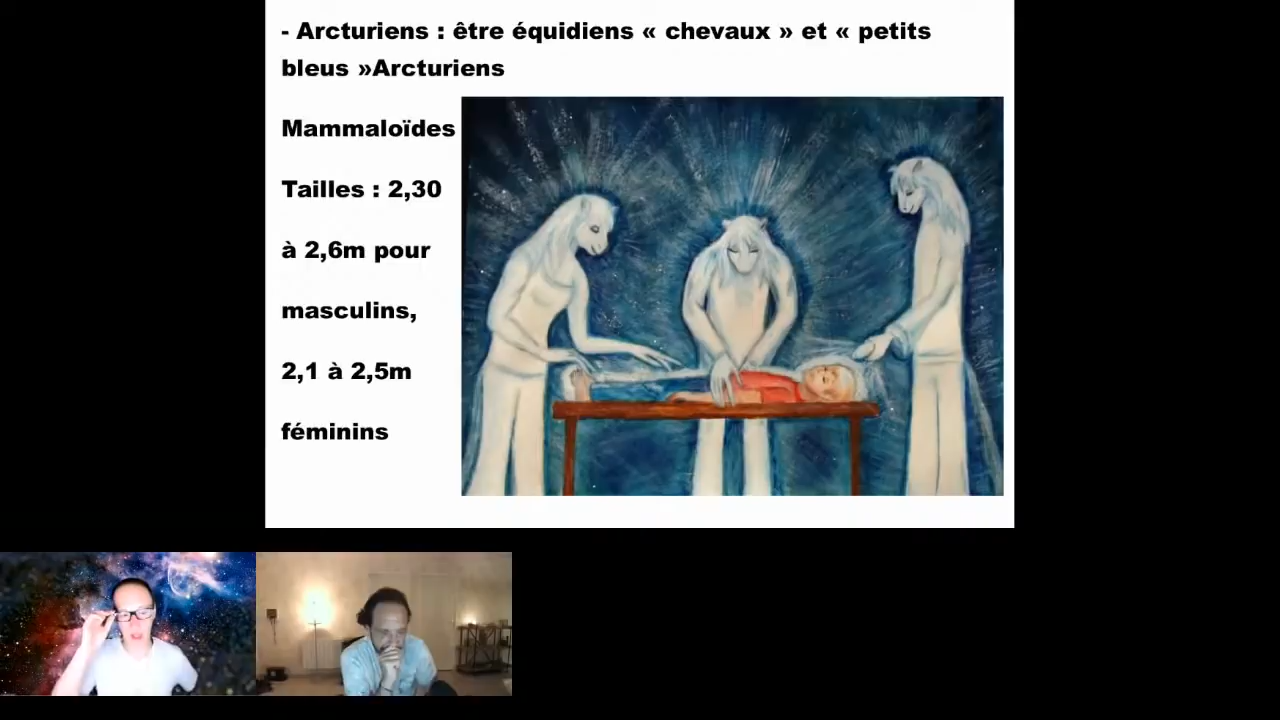 - Arcturiens : être équidiens « chevaux » et « petits
bleus »Arcturiens
Mammaloïdes
Tailles : 2,30
à 2,6m pour
masculins,
2,1 à 2,5m
féminins